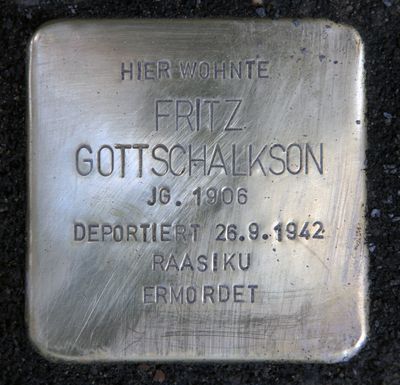 HIER WOHNTE
FRITZ
GOTTSCHALKSON
JG. 1906
DEPORTIERT 26.9.1942
RAASIKU
ERMORDET